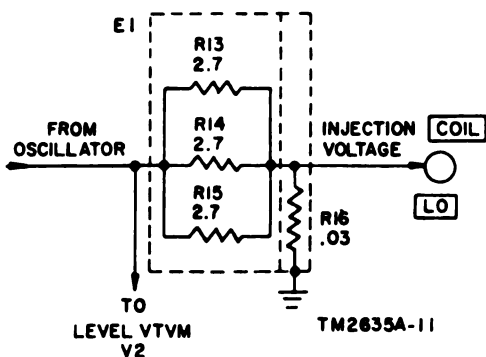 E1
R13
2.7
R14
2.7
R15
2.7
FROM
OSCILLATOR
INJECTION
VOLTAGE
COIL
LO
R16
.03
TO
LEVEL VTVM
V2
TM2635A-11